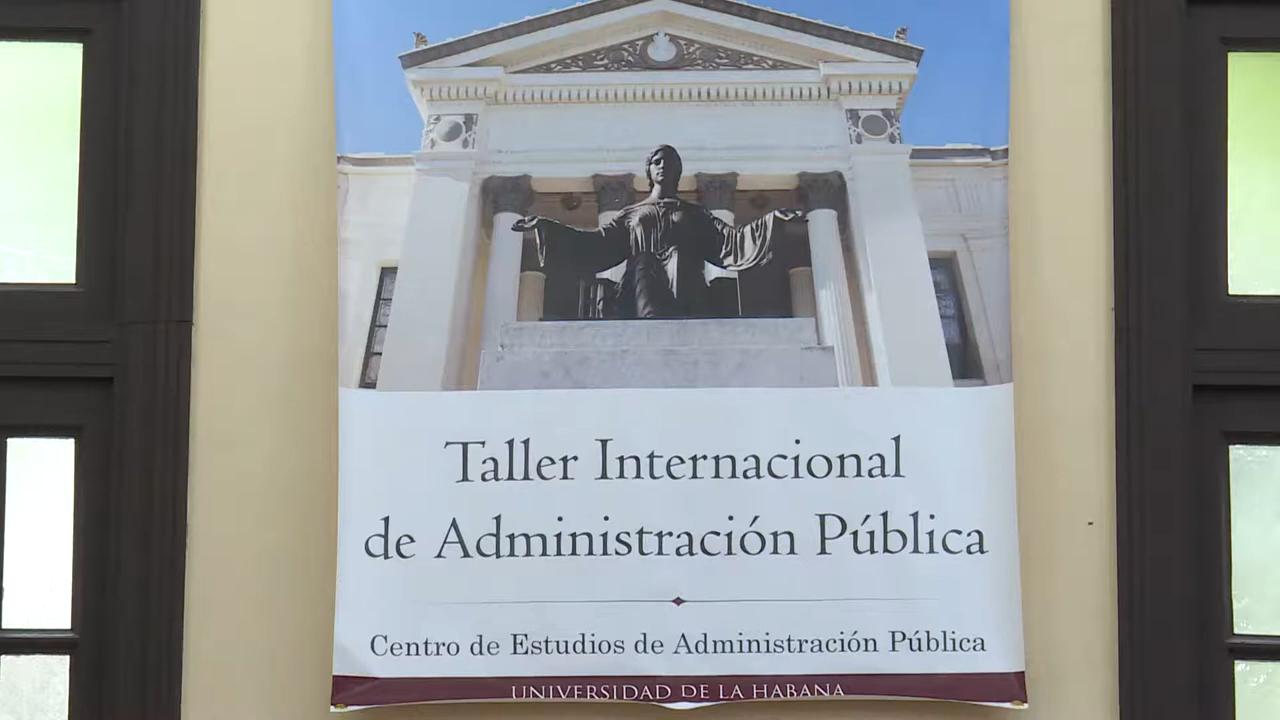 Taller Internacional
de Administración Pública
Centro de Estudios de Administración Pública
UNIVERSIDAD DE LA HABANA